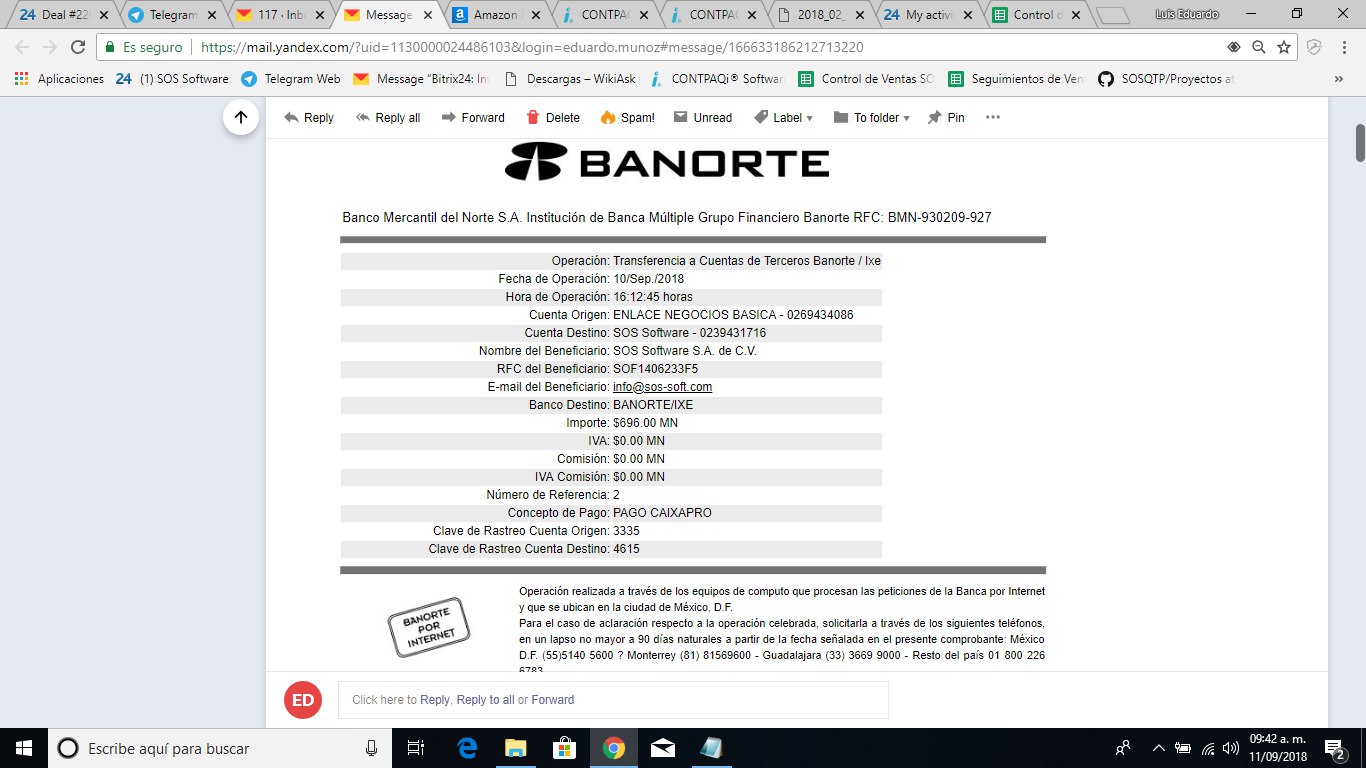 Deal #22
Telegram
117 · Inb
Message
Amazon
CONTPAQ
CONTPAQ
2018_02_
My activi
Control d
Luis Eduardo
Es seguro
https://mail.yandex.com/?uid=1130000024486103&login=eduardo.munoz#message/166633186212713220
Aplicaciones
(1) SOS Software
Telegram Web
Message "Bitrix24: Inv
Descargas – WikiAsk
CONTPAQi® Softwar
Control de Ventas SO
Seguimientos de Ven
SOSQTP/Proyectos at
»
Reply
Reply all
Forward
Delete
Spam!
Unread
Label
To folder
Pin
BANORTE
Banco Mercantil del Norte S.A. Institución de Banca Múltiple Grupo Financiero Banorte RFC: BMN-930209-927
Operación: Transferencia a Cuentas de Terceros Banorte / Ixe
Fecha de Operación: 10/Sep./2018
Hora de Operación: 16:12:45 horas
Cuenta Origen: ENLACE NEGOCIOS BASICA - 0269434086
Cuenta Destino: SOS Software - 0239431716
Nombre del Beneficiario: SOS Software S.A. de C.V.
RFC del Beneficiario: SOF1406233F5
E-mail del Beneficiario: info@sos-soft.com
Banco Destino: BANORTE/IXE
Importe: $696.00 MN
IVA: $0.00 MN
Comisión: $0.00 MN
IVA Comisión: $0.00 MN
Número de Referencia: 2
Concepto de Pago: PAGO CAIXAPRO
Clave de Rastreo Cuenta Origen: 3335
Clave de Rastreo Cuenta Destino: 4615
BANORTE
POR
INTERNET
Operación realizada a través de los equipos de computo que procesan las peticiones de la Banca por Internet
y que se ubican en la ciudad de México, D.F.
Para el caso de aclaración respecto a la operación celebrada, solicitarla a través de los siguientes teléfonos,
en un lapso no mayor a 90 días naturales a partir de la fecha señalada en el presente comprobante: México
D.F. (55)5140 5600 ? Monterrey (81) 81569600 - Guadalajara (33) 3669 9000 - Resto del país 01 800 226
6783
ED
Click here to Reply, Reply to all or Forward
Escribe aquí para buscar
09:42 a. m.
11/09/2018
2